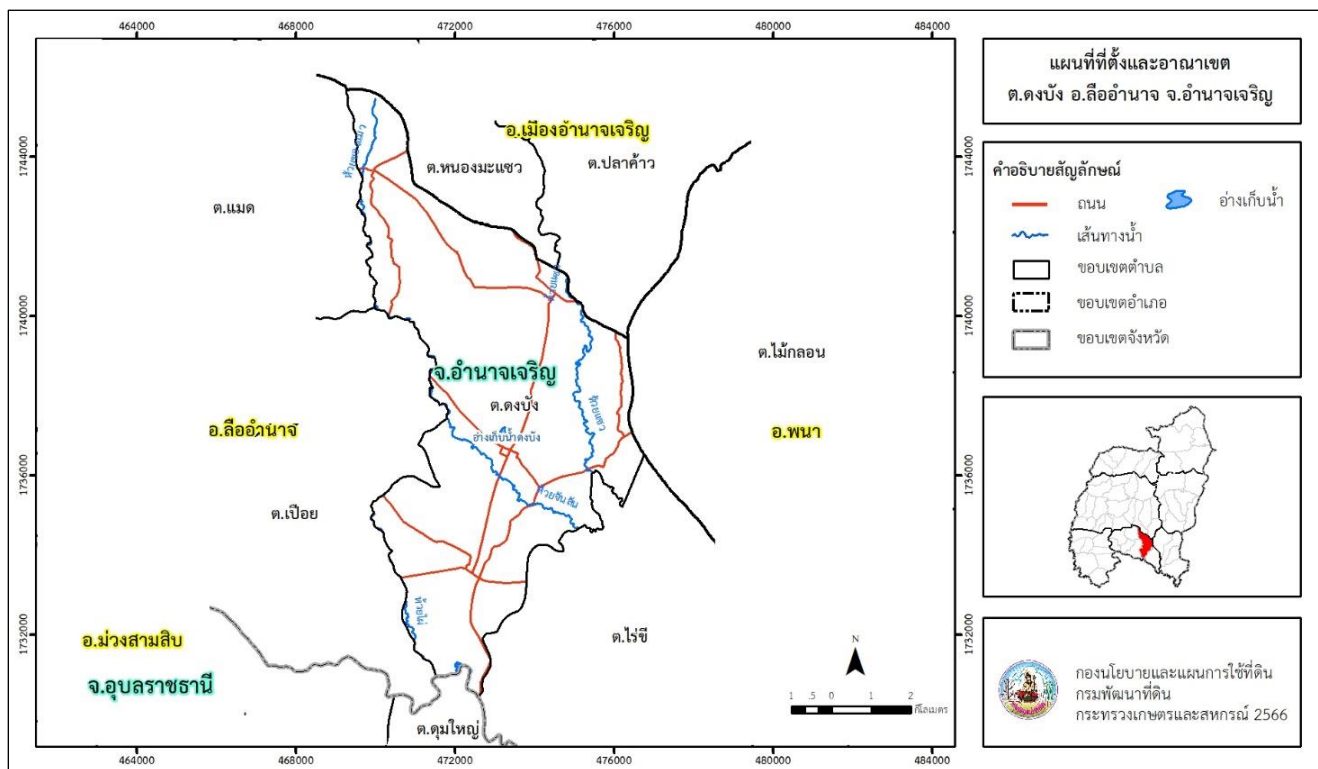 464000 468000 472000 476000 480000 484000
แผนที่ที่ตั้งและอาณาเขต
ต.ดงบัง อ.ลืออำนาจ จ.อำนาจเจริญ
อ.เมืองอำนาจเจริญ
1744000 1744000
ต.หนองมะแซว
ต.ปลาค้าว
ต.แมด
คำอธิบายสัญลักษณ์
ถนน
อ่างเก็บน้ำ
เส้นทางน้ำ
ขอบเขตตำบล
ขอบเขตอำเภอ
ขอบเขตจังหวัด
1740000 1740000
ต.ไม้กลอน
จ.อำนาจเจริญ
ต.ดงบัง
อ.ลืออำนาจ
อ่างเก็บน้ำดงบัง
อ.พนา
1736000 1736000
ต.เปือย
1732000 1732000
อ.ม่วงสามสิบ
ต.ไร่ขี
จ.อุบลราชธานี
N
1 .5 0 1 2
กิโลเมตร
ต.ดุมใหญ่
กองนโยบายและแผนการใช้ที่ดิน
กรมพัฒนาที่ดิน
กระทรวงเกษตรและสหกรณ์ 2566
464000 468000 472000 476000 480000 484000